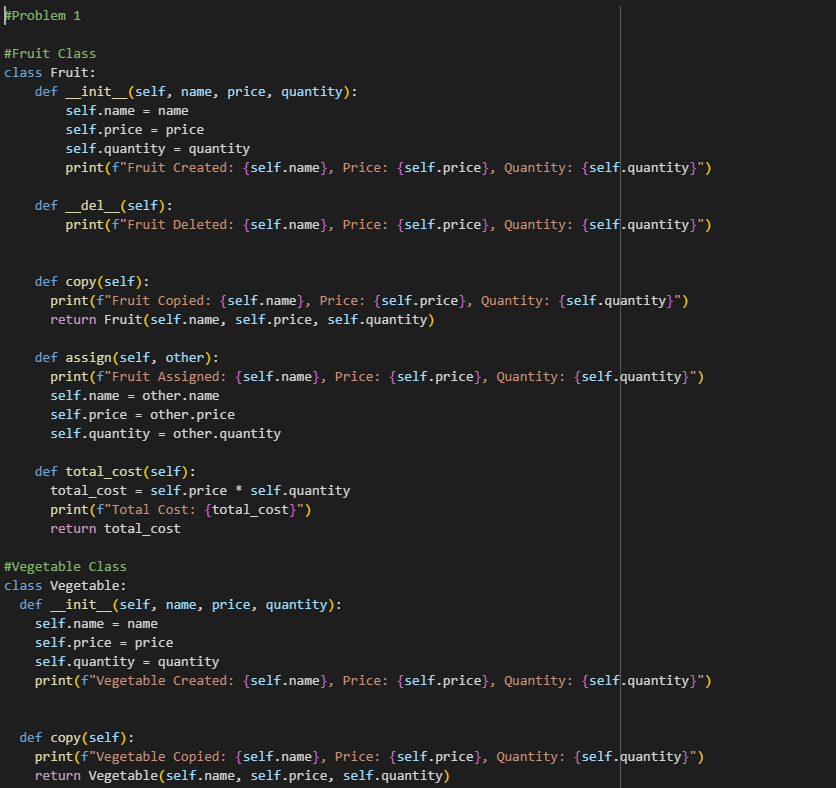 #Problem 1
#Fruit Class
class Fruit:
    def __init__(self, name, price, quantity):
        self.name = name
        self.price = price
        self.quantity = quantity
        print(f"Fruit Created: {self.name}, Price: {self.price}, Quantity: {self.quantity}")
    def __del__(self):
        print(f"Fruit Deleted: {self.name}, Price: {self.price}, Quantity: {self.quantity}")
    def copy(self):
      print(f"Fruit Copied: {self.name}, Price: {self.price}, Quantity: {self.quantity}")
      return Fruit(self.name, self.price, self.quantity)
    def assign(self, other):
      print(f"Fruit Assigned: {self.name}, Price: {self.price}, Quantity: {self.quantity}")
      self.name = other.name
      self.price = other.price
      self.quantity = other.quantity
    def total_cost(self):
      total_cost = self.price * self.quantity
      print(f"Total Cost: {total_cost}")
      return total_cost
#Vegetable Class
class Vegetable:
  def __init__(self, name, price, quantity):
    self.name = name
    self.price = price
    self.quantity = quantity
    print(f"Vegetable Created: {self.name}, Price: {self.price}, Quantity: {self.quantity}")
  def copy(self):
    print(f"Vegetable Copied: {self.name}, Price: {self.price}, Quantity: {self.quantity}")
    return Vegetable(self.name, self.price, self.quantity)